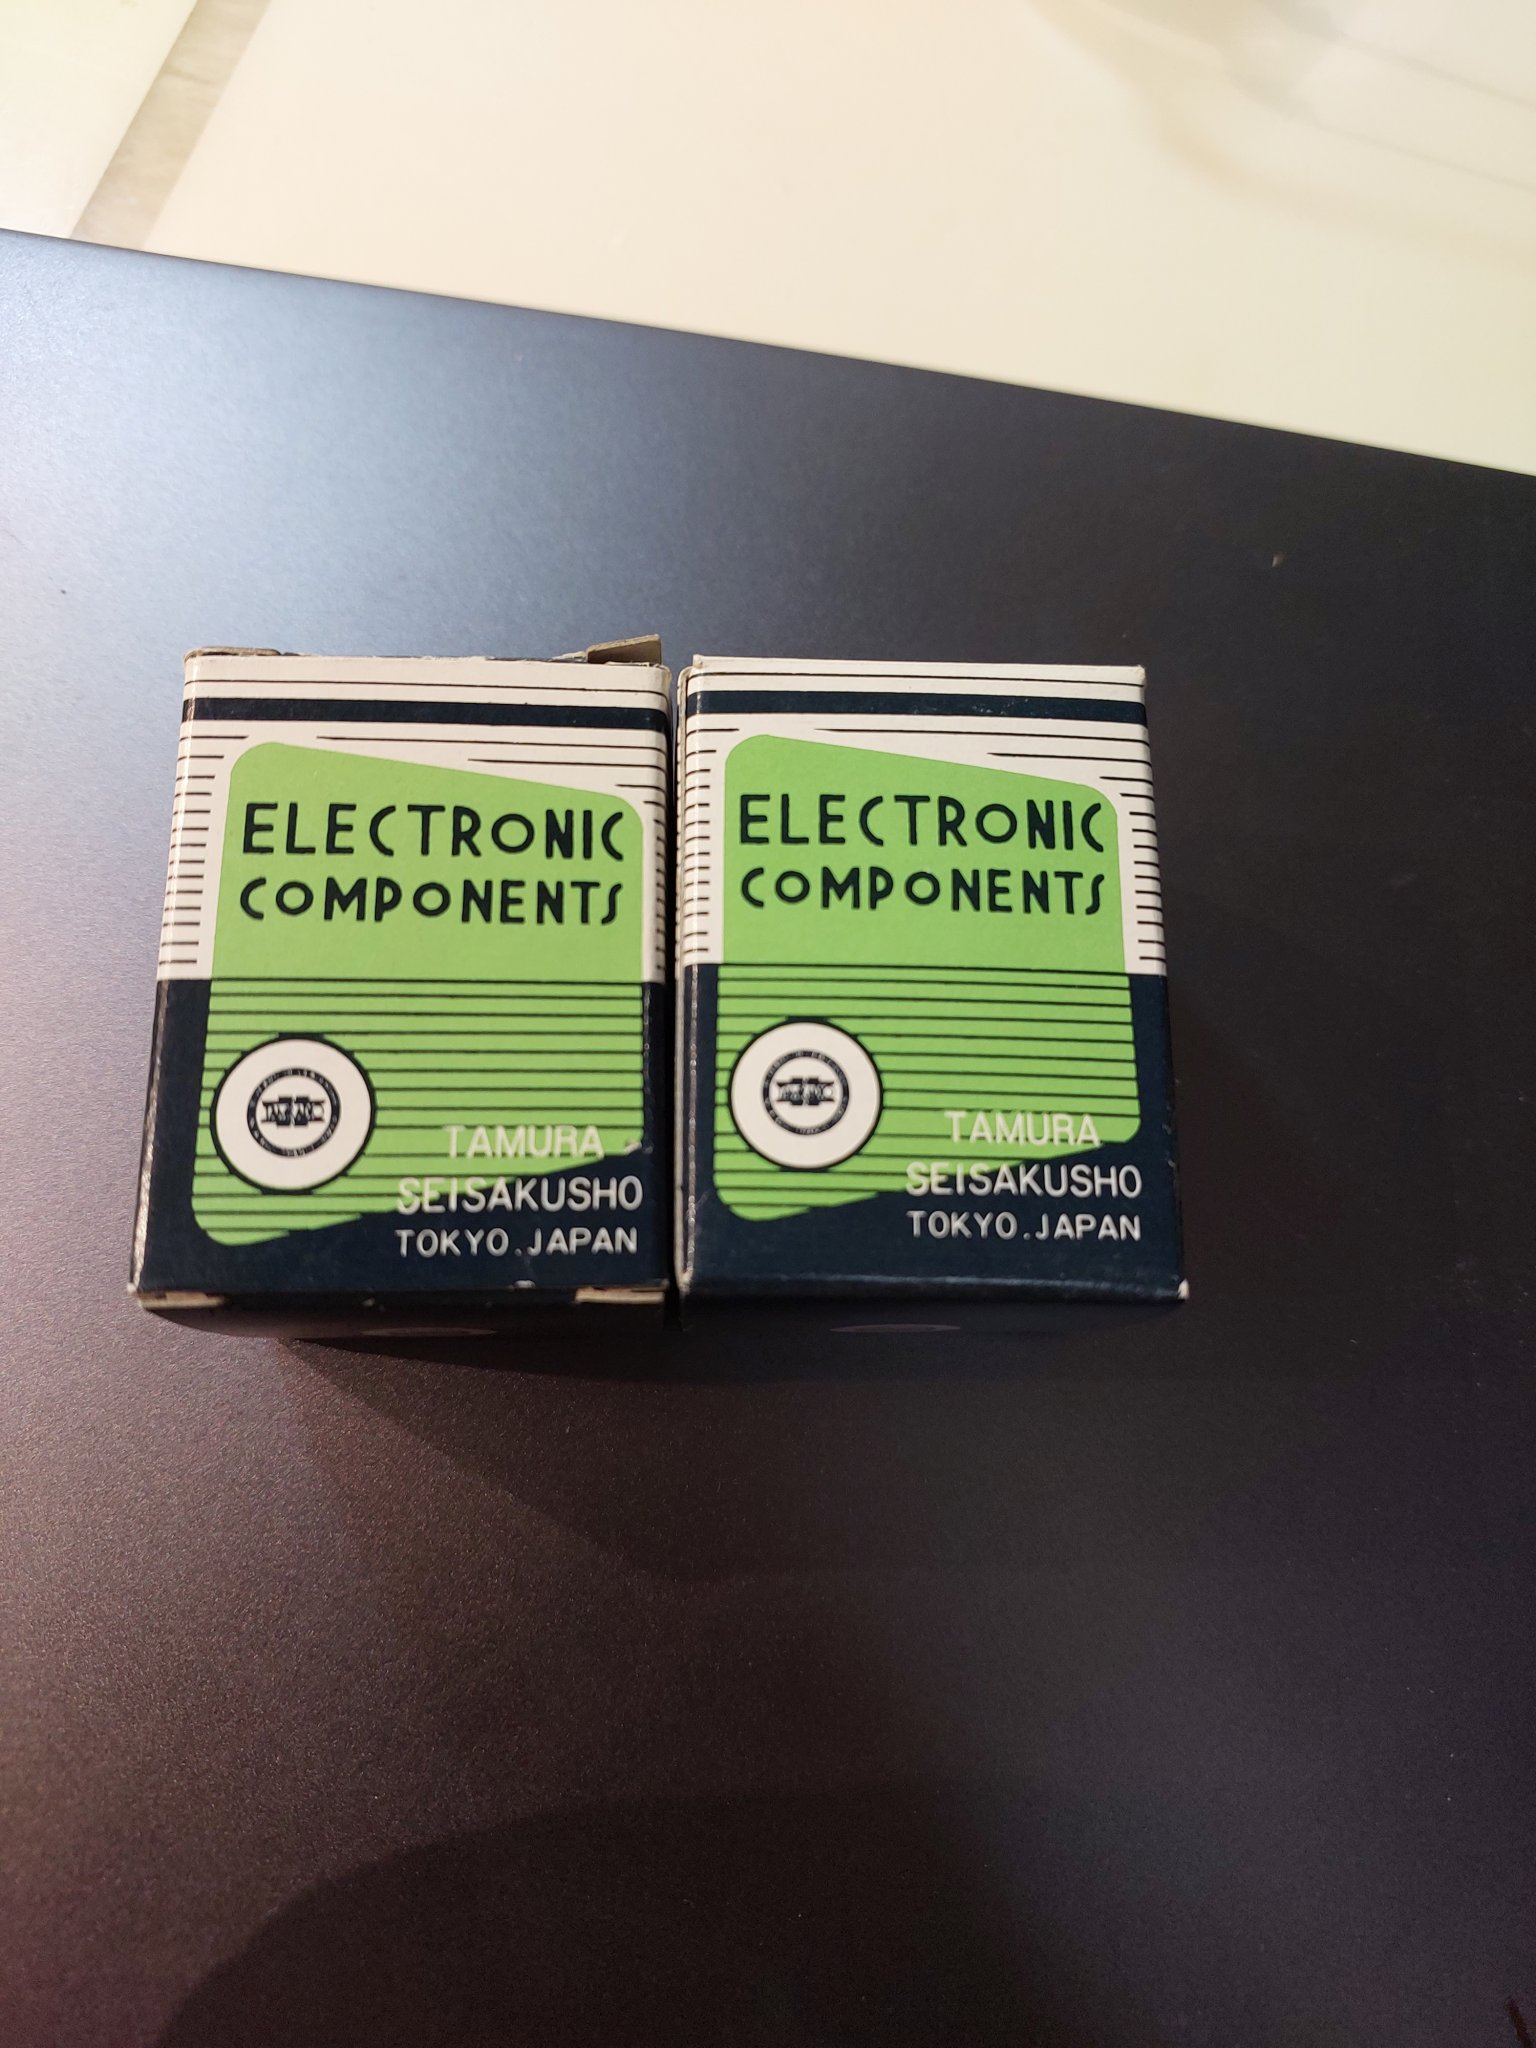 ELECTRONIC
COMPONENTS
TAMURA
SEISAKUSHO
TOKYO.JAPAN
ELECTRONIC
COMPONENTS
TAMURA
SEISAKUSHO
TOKYO.JAPAN